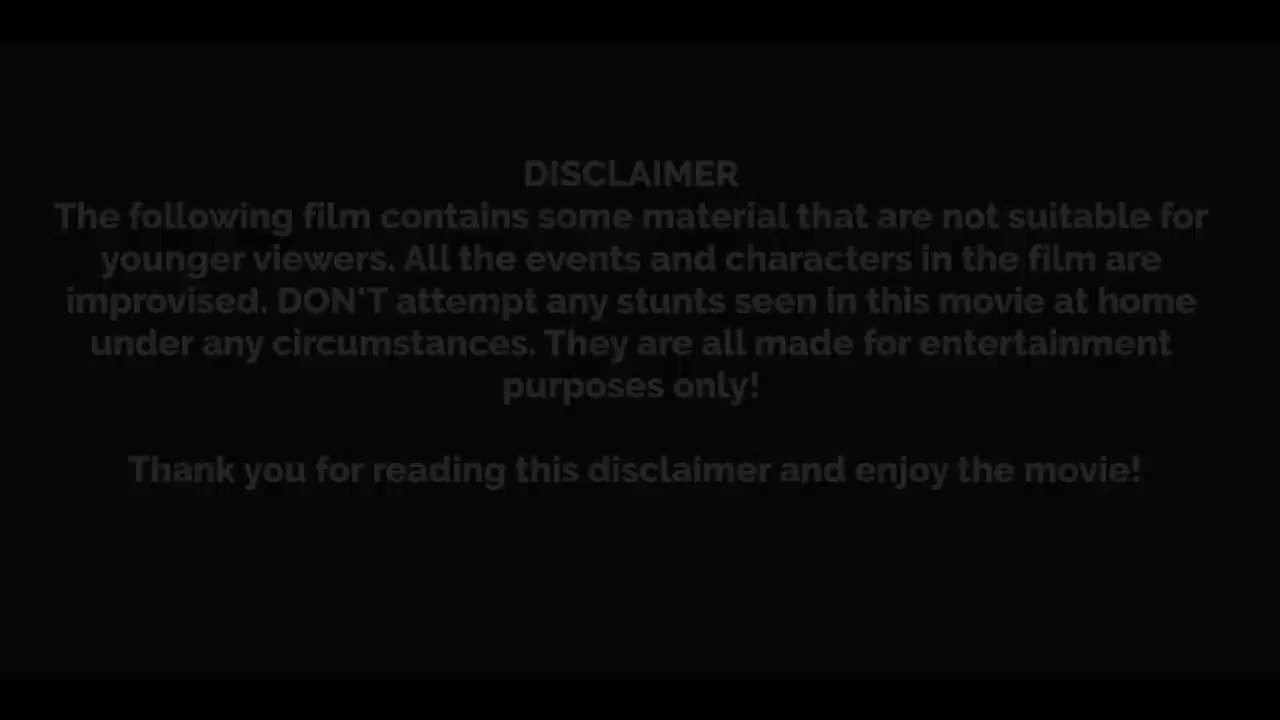 DISCLAIMER
The following film contains some material that are not suitable for
younger viewers. All the events and characters in the film are
improvised. DON'T attempt any stunts seen in this movie at home
under any circumstances. They are all made for entertainment
purposes only!
Thank you for reading this disclaimer and enjoy the movie!